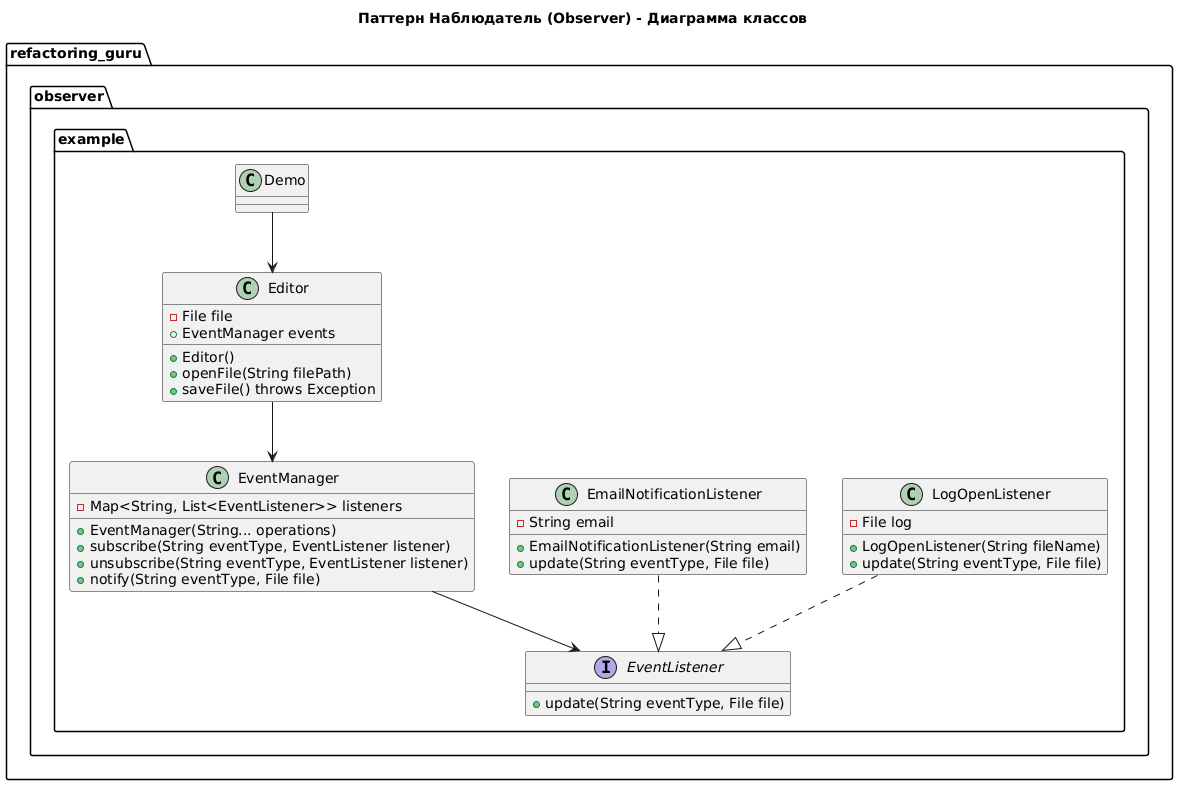 Паттерн Наблюдатель (Observer) - Диаграмма классов
refactoring_guru
observer
example
C Demo
C Editor
File file
EventManager events
Editor()
openFile(String filePath)
saveFile() throws Exception
C EventManager
Map<String, List<EventListener>> listeners
EventManager(String... operations)
subscribe(String eventType, EventListener listener)
unsubscribe(String eventType, EventListener listener)
notify(String eventType, File file)
C EmailNotificationListener
String email
EmailNotificationListener(String email)
update(String eventType, File file)
C LogOpenListener
File log
LogOpenListener(String fileName)
update(String eventType, File file)
I EventListener
update(String eventType, File file)